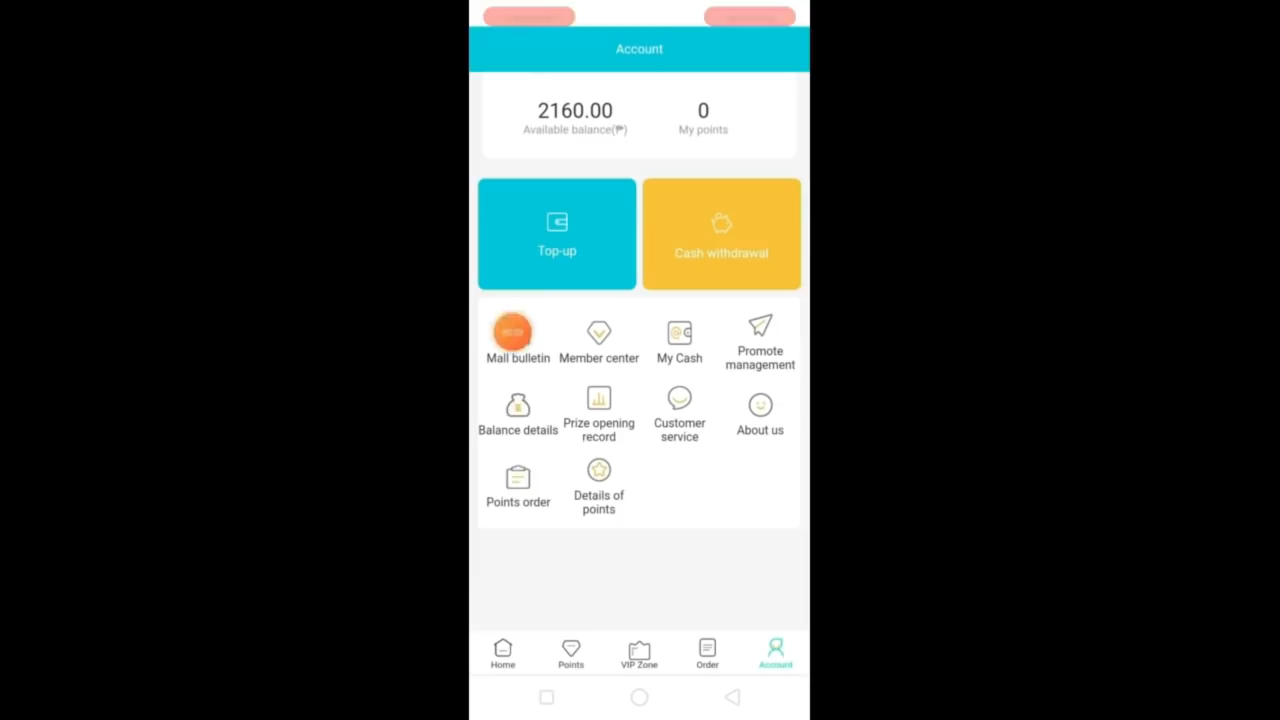 Account
2160.00
0
Available balance(₱)
My points
Top-up
Cash withdrawal
Mall bulletin
Member center
My Cash
Promote
management
Balance details
Prize opening
record
Customer
service
About us
Points order
Details of
points
Home
Points
VIP Zone
Order
Account